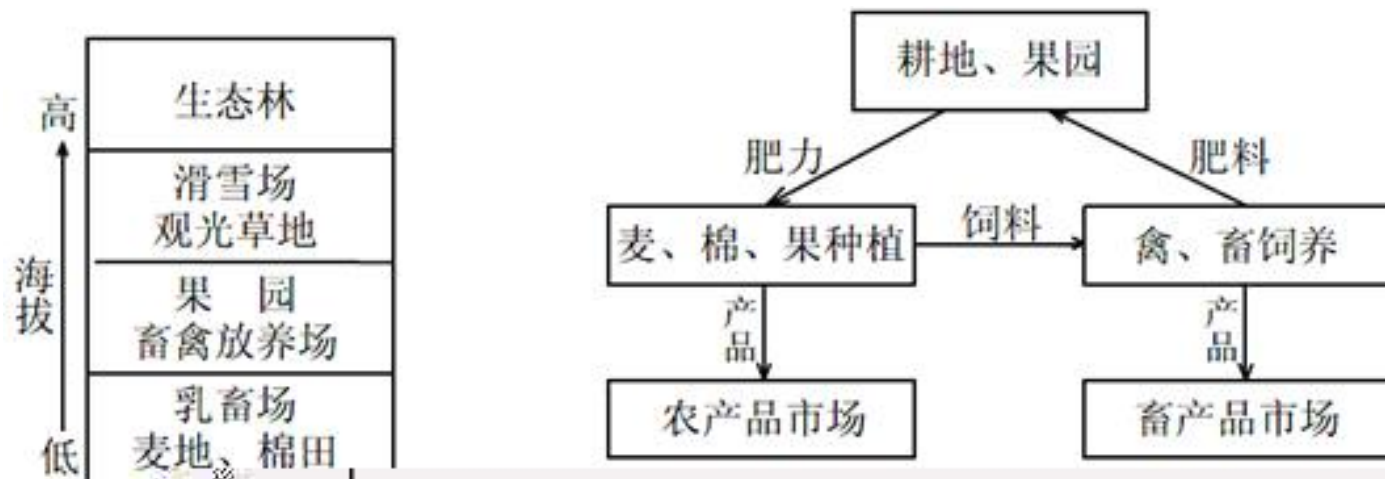 高
海拔
低
生态林
滑雪场
观光草地
果 园
畜禽放养场
乳畜场
麦地、棉田
耕地、果园
肥力
肥料
麦、棉、果种植
饲料
禽、畜饲养
产品
产品
农产品市场
畜产品市场